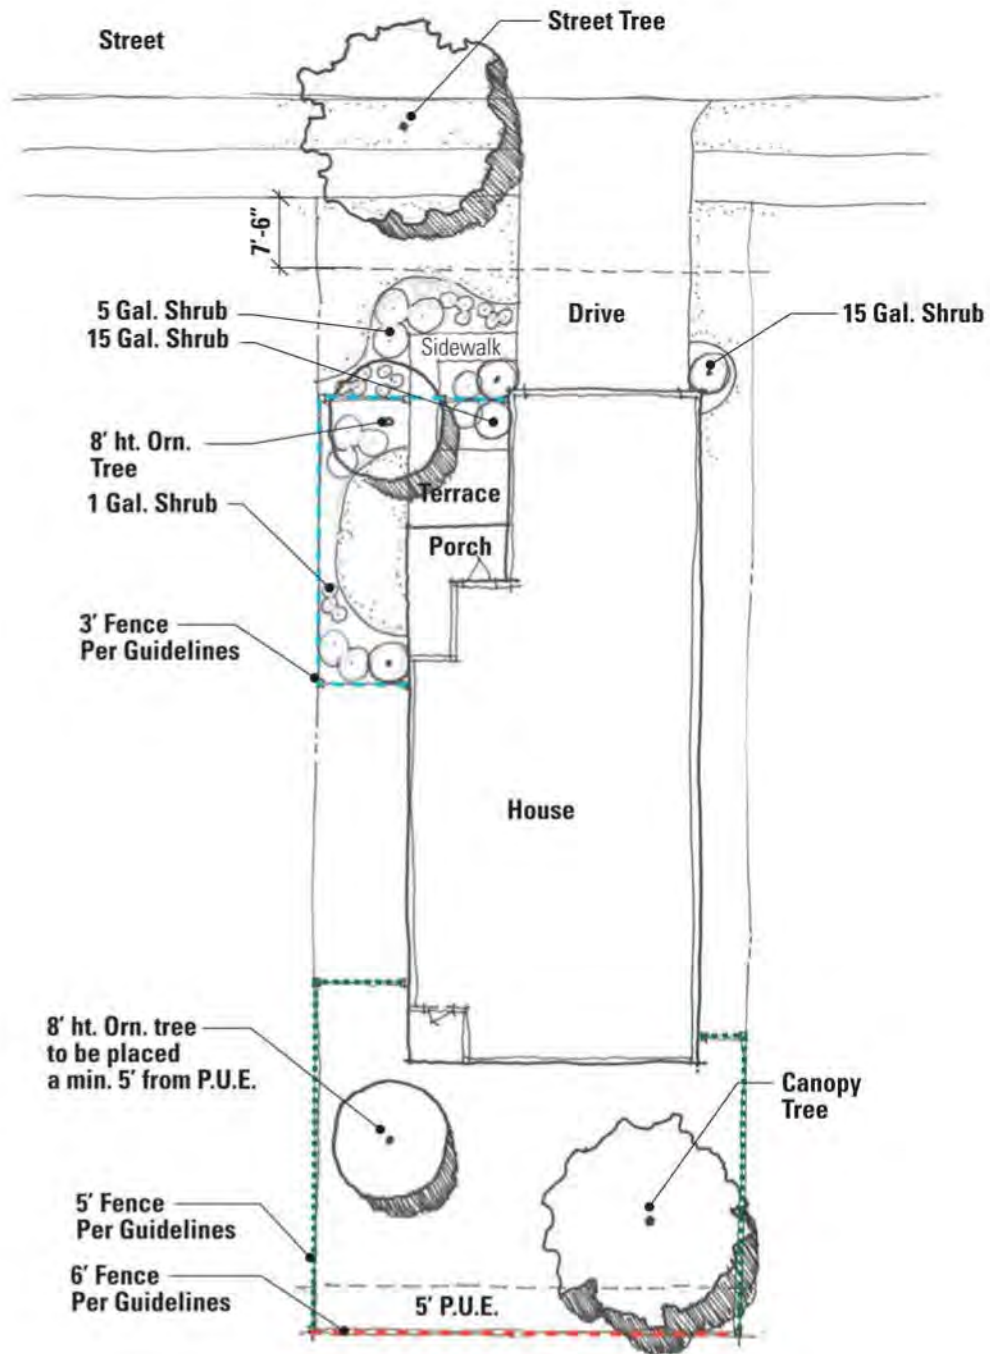 Street
Street Tree
7'-6"
5 Gal. Shrub
15 Gal. Shrub
Sidewalk
Drive
15 Gal. Shrub
8' ht. Orn.
Tree
1 Gal. Shrub
Terrace
Porch
3' Fence
Per Guidelines
House
8' ht. Orn. tree
to be placed
a min. 5' from P.U.E.
Canopy
Tree
5' Fence
Per Guidelines
6' Fence
Per Guidelines
5' P.U.E.